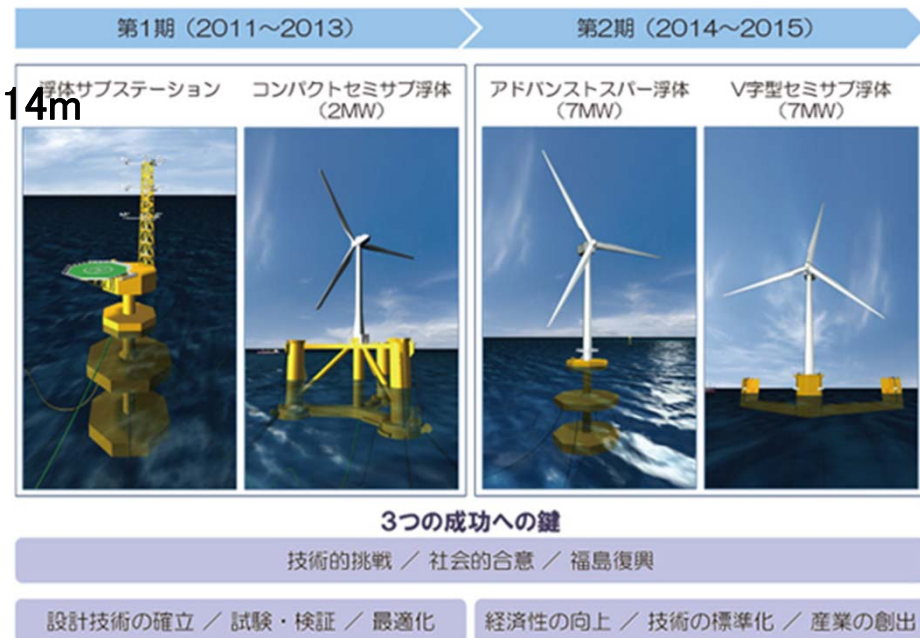 第1期（2011～2013）
第2期（2014～2015）
14m
浮体サブステーション
コンパクトセミサブ浮体
（2MW）
アドバンストスパー浮体
（7MW）
V字型セミサブ浮体
（7MW）
3つの成功への鍵
技術的挑戦 ／ 社会的合意 ／ 福島復興
設計技術の確立 ／ 試験・検証 ／ 最適化
経済性の向上 ／ 技術の標準化 ／ 産業の創出